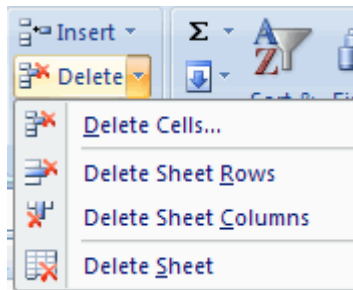 Insert
Σ
A
Z
Delete
Delete Cells...
Delete Sheet Rows
Delete Sheet Columns
Delete Sheet